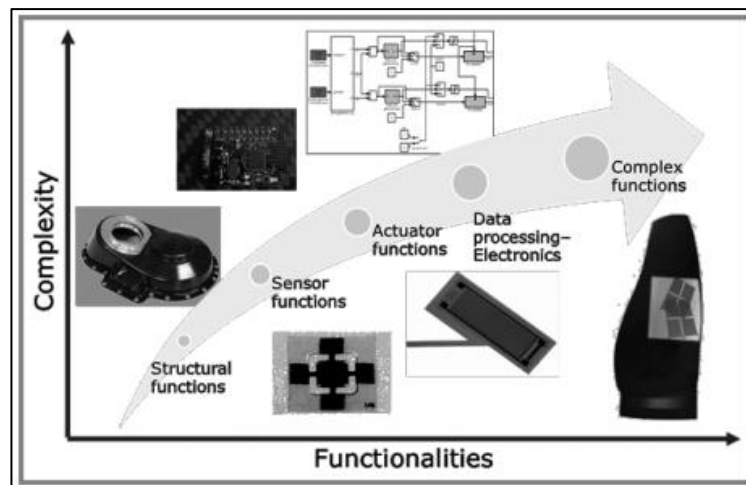 Complexity
Complex
functions
Data
processing–
Electronics
Actuator
functions
Sensor
functions
Structural
functions
Functionalities